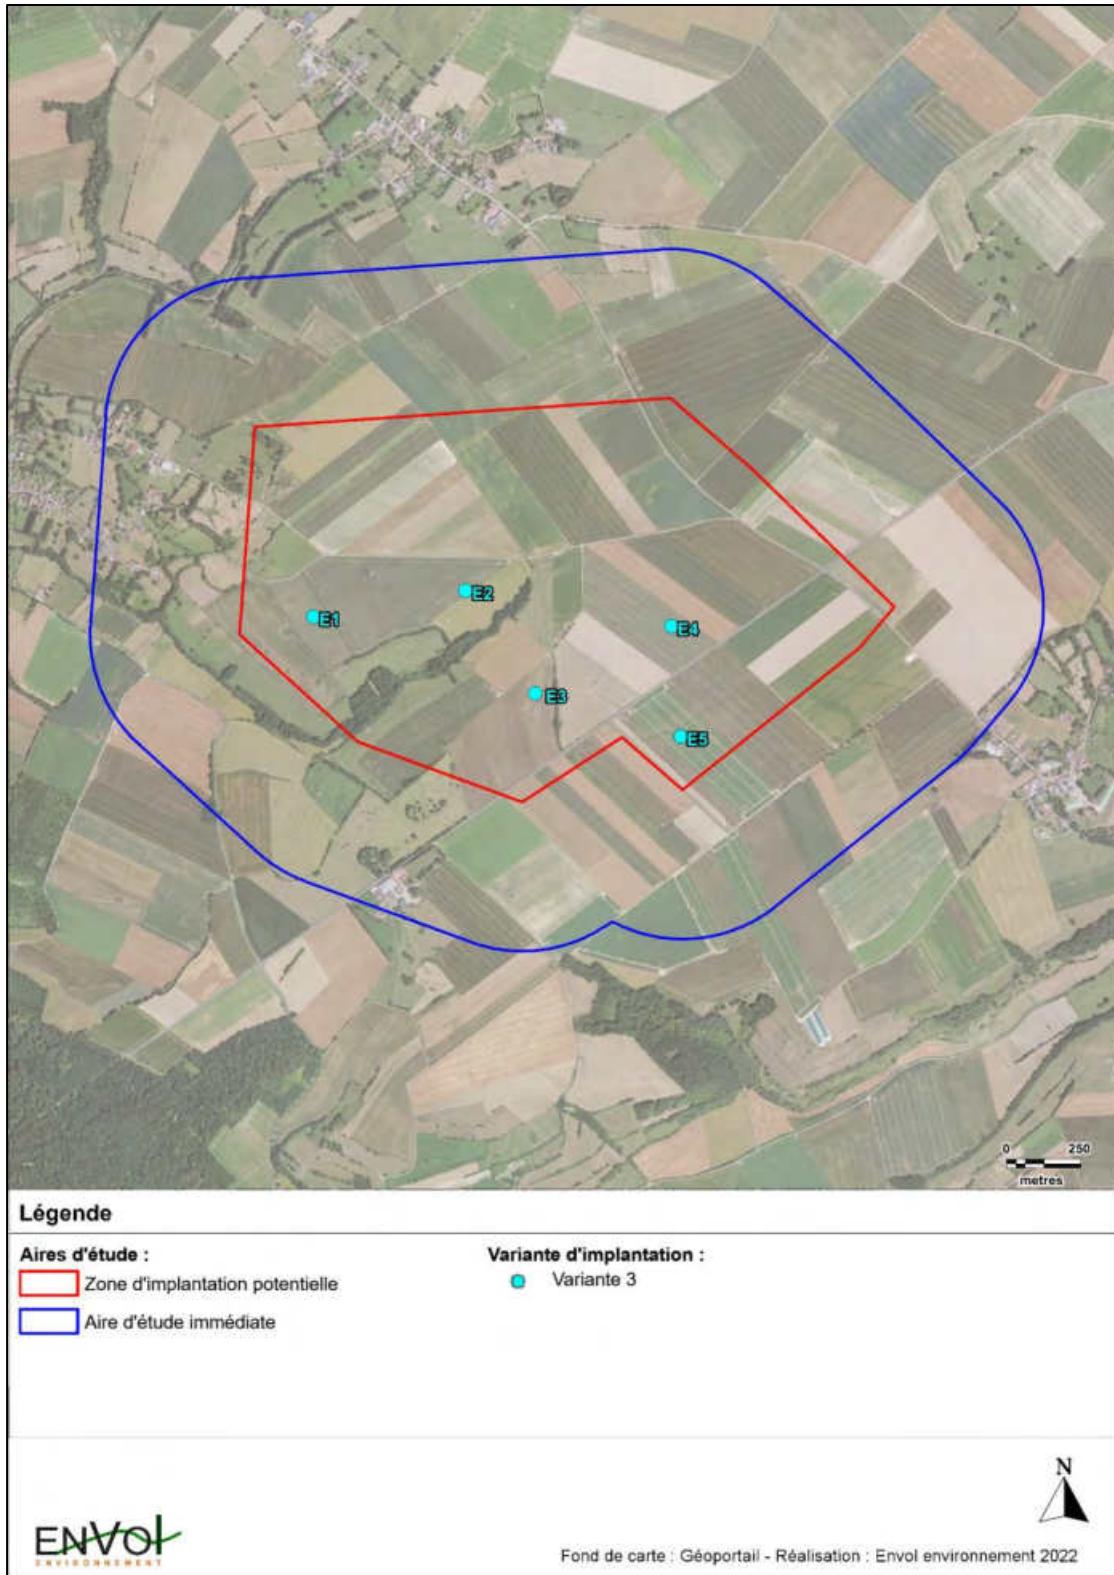 E1
E2
E3
E4
E5
0 250
metres
Légende
Aires d'étude :
Zone d'implantation potentielle
Aire d'étude immédiate
Variante d'implantation :
Variante 3
N
ENVOL
ENVIRONNEMENT
Fond de carte : Géoportail - Réalisation : Envol environnement 2022